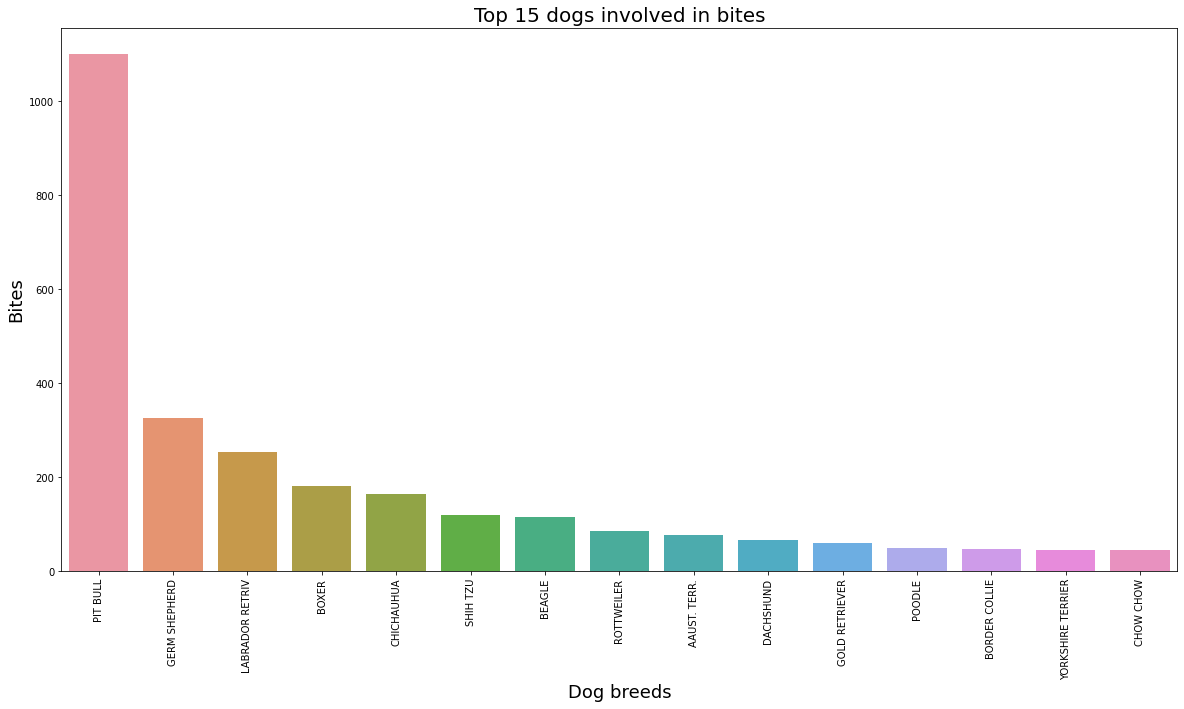 Top 15 dogs involved in bites
Bites
1000
800
600
400
200
0
PIT BULL
GERM SHEPHERD
LABRADOR RETRIV
BOXER
CHICHAUHUA
SHIH TZU
BEAGLE
ROTTWEILER
AAUST. TERR.
DACHSHUND
GOLD RETRIEVER
POODLE
BORDER COLLIE
YORKSHIRE TERRIER
CHOW CHOW
Dog breeds